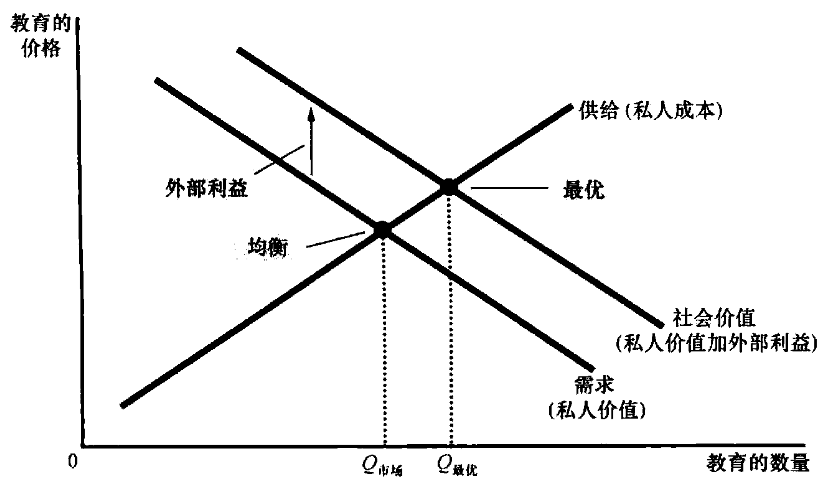 教育的
价格
供给(私人成本)
外部利益
最优
均衡
社会价值
(私人价值加外部利益)
需求
(私人价值)
0
Q市场
Q最优
教育的数量